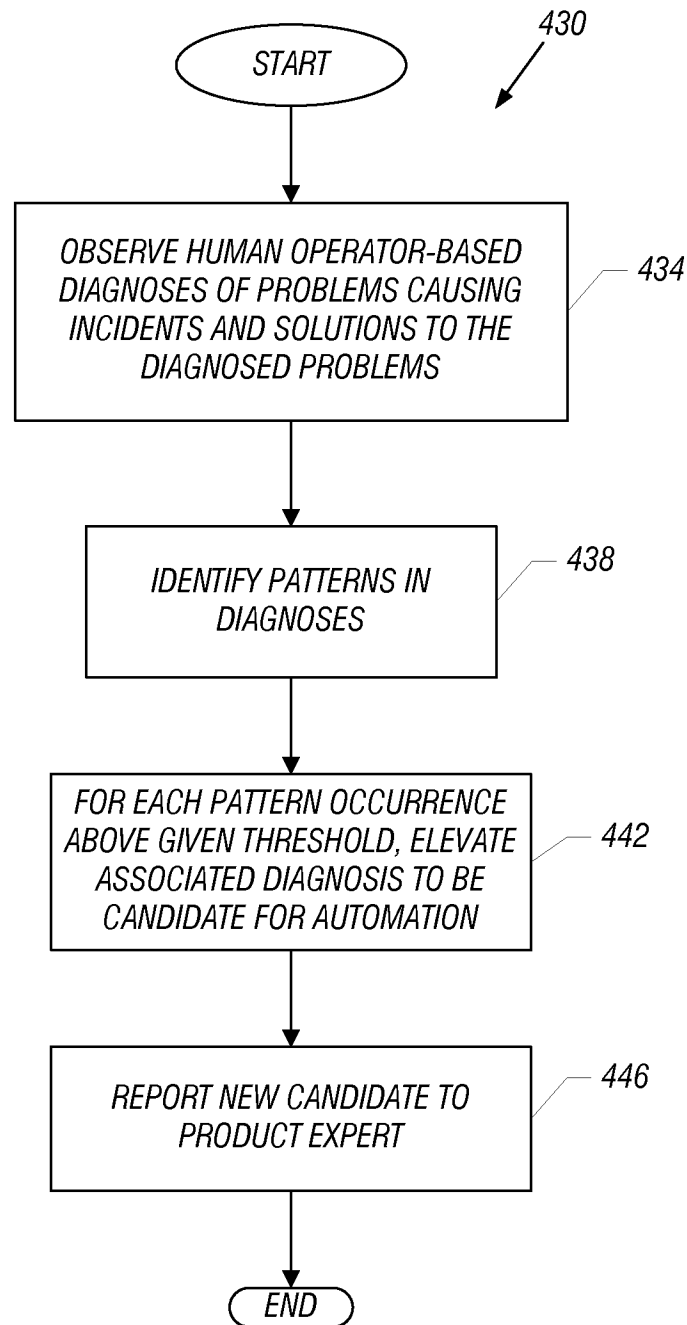 430
START
OBSERVE HUMAN OPERATOR-BASED
DIAGNOSES OF PROBLEMS CAUSING
INCIDENTS AND SOLUTIONS TO THE
DIAGNOSED PROBLEMS
434
IDENTIFY PATTERNS IN
DIAGNOSES
438
FOR EACH PATTERN OCCURRENCE
ABOVE GIVEN THRESHOLD, ELEVATE
ASSOCIATED DIAGNOSIS TO BE
CANDIDATE FOR AUTOMATION
442
REPORT NEW CANDIDATE TO
PRODUCT EXPERT
446
END